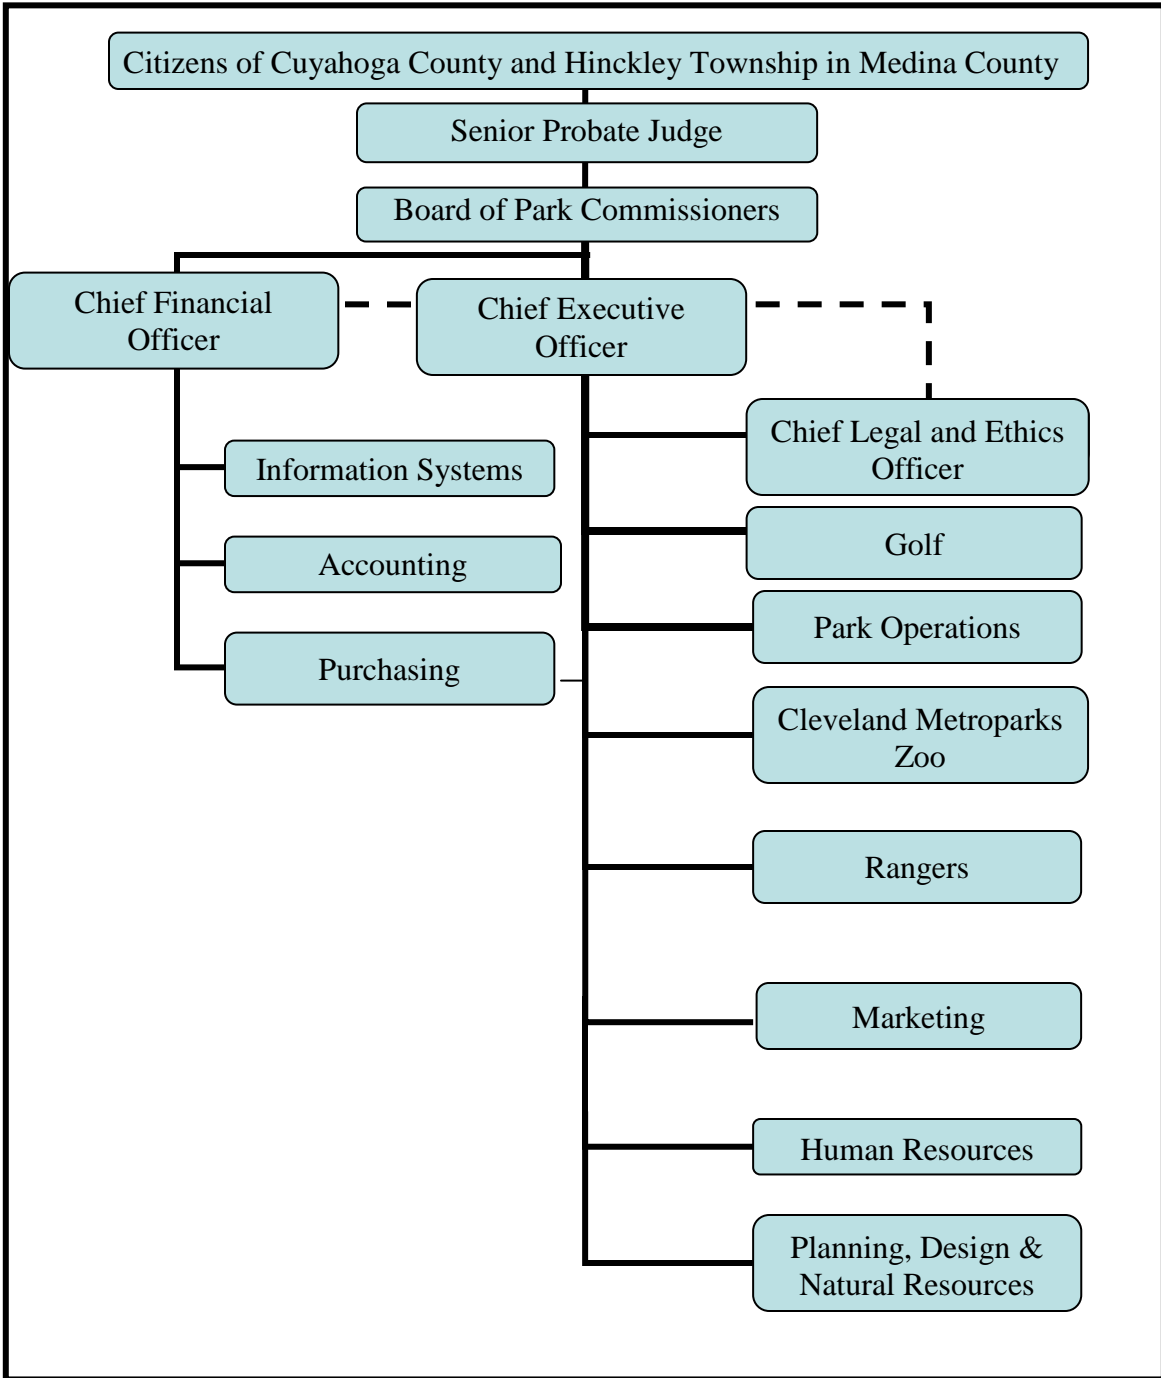 Citizens of Cuyahoga County and Hinckley Township in Medina County
Senior Probate Judge
Board of Park Commissioners
Chief Financial
Officer
Chief Executive
Officer
Chief Legal and Ethics
Officer
Information Systems
Accounting
Purchasing
Golf
Park Operations
Cleveland Metroparks
Zoo
Rangers
Marketing
Human Resources
Planning, Design &
Natural Resources